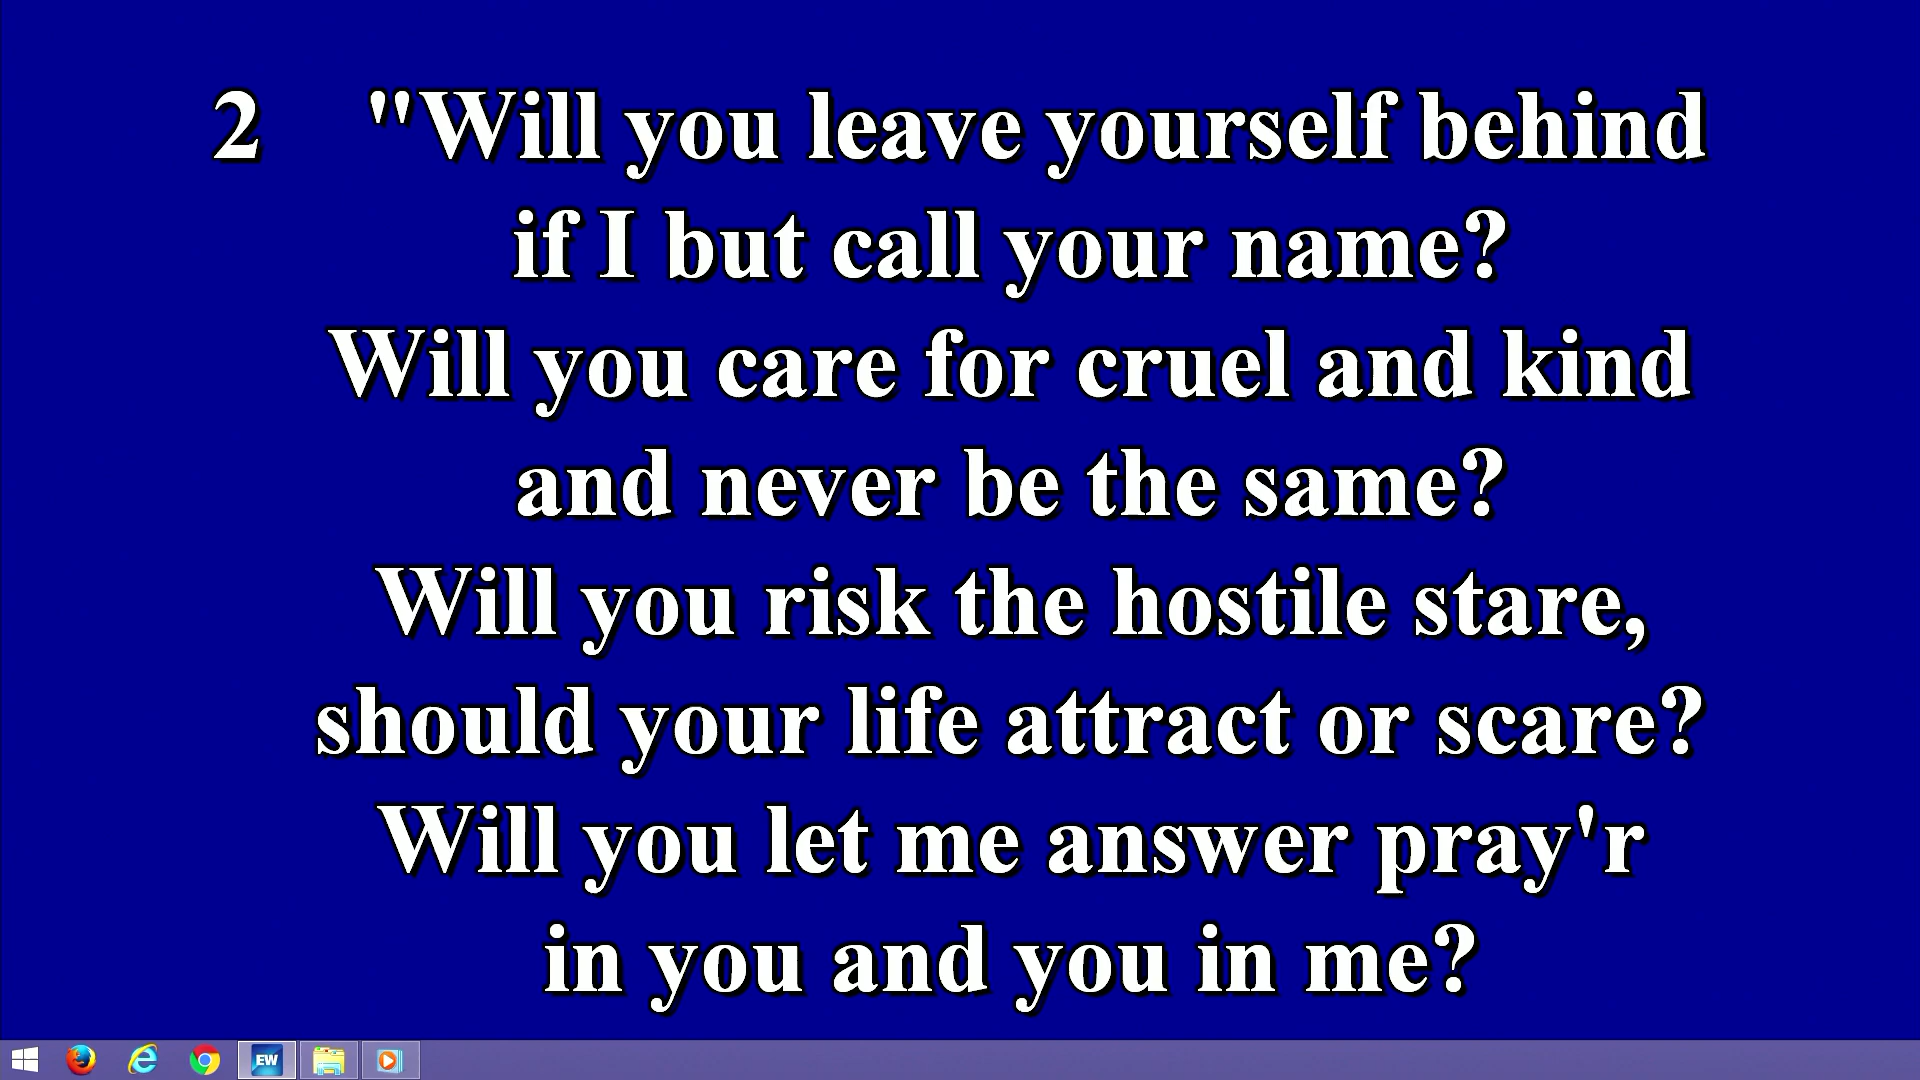 2 "Will you leave yourself behind
if I but call your name?
Will you care for cruel and kind
and never be the same?
Will you risk the hostile stare,
should your life attract or scare?
Will you let me answer pray'r
in you and you in me?
EW